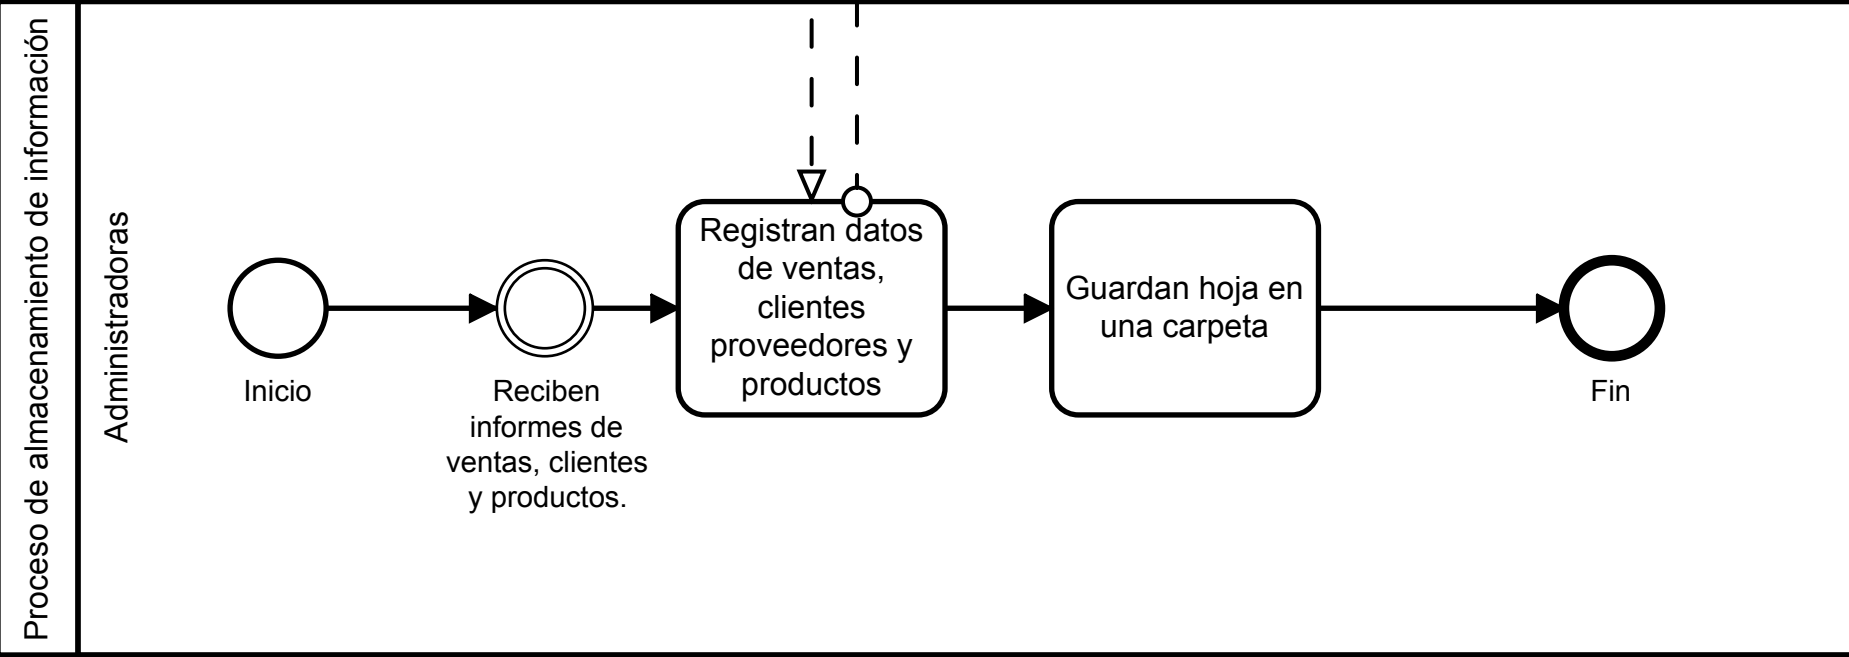 Proceso de almacenamiento de información
Administradoras
Inicio
Reciben
informes de
ventas, clientes
y productos.
Registran datos
de ventas,
clientes
proveedores y
productos
Guardan hoja en
una carpeta
Fin